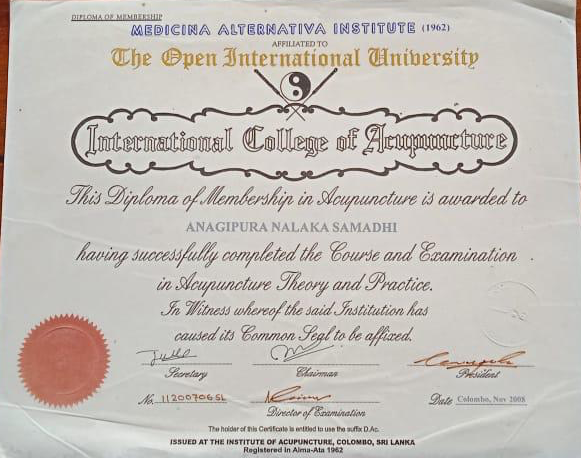 DIPLOMA OF MEMBERSHIP
MEDICINA ALTERNATIVA INSTITUTE (1962)
AFFILIATED TO
The Open International University
International College of Acupuncture
This Diploma of Membership in Acupuncture is awarded to
ANAGIPURA NALAKA SAMADHI
having successfully completed the Course and Examination
in Acupuncture Theory and Practice.
In Witness whereof the said Institution has
caused its Common Seal to be affixed.
Secretary
Chairman
President
No. 112007065L
Director of Examination
Date Colombo, Nov 2008
The holder of this Certificate is entitled to use the suffix D.Ac.
ISSUED AT THE INSTITUTE OF ACUPUNCTURE, COLOMBO, SRI LANKA
Registered in Alma-Ata 1962